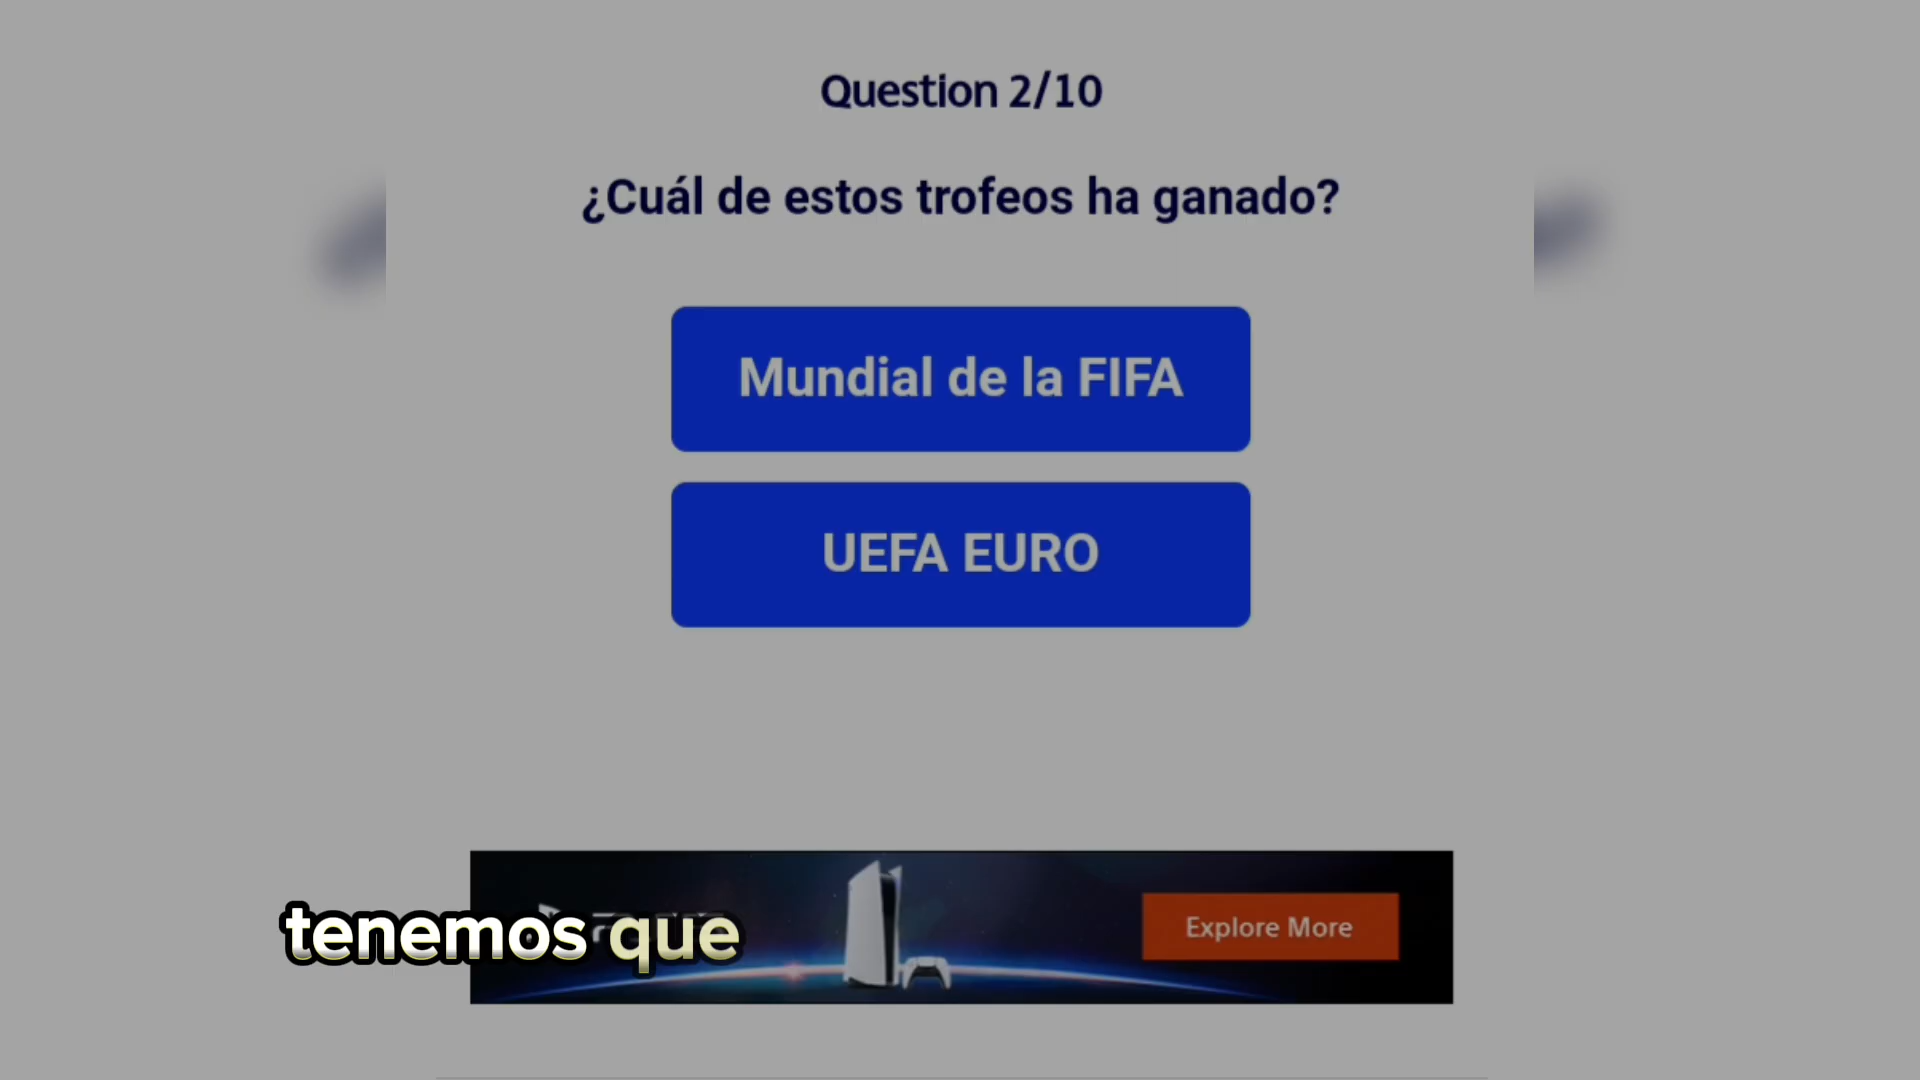 Question 2/10
¿Cuál de estos trofeos ha ganado?
Mundial de la FIFA
UEFA EURO
tenemos que
Explore More